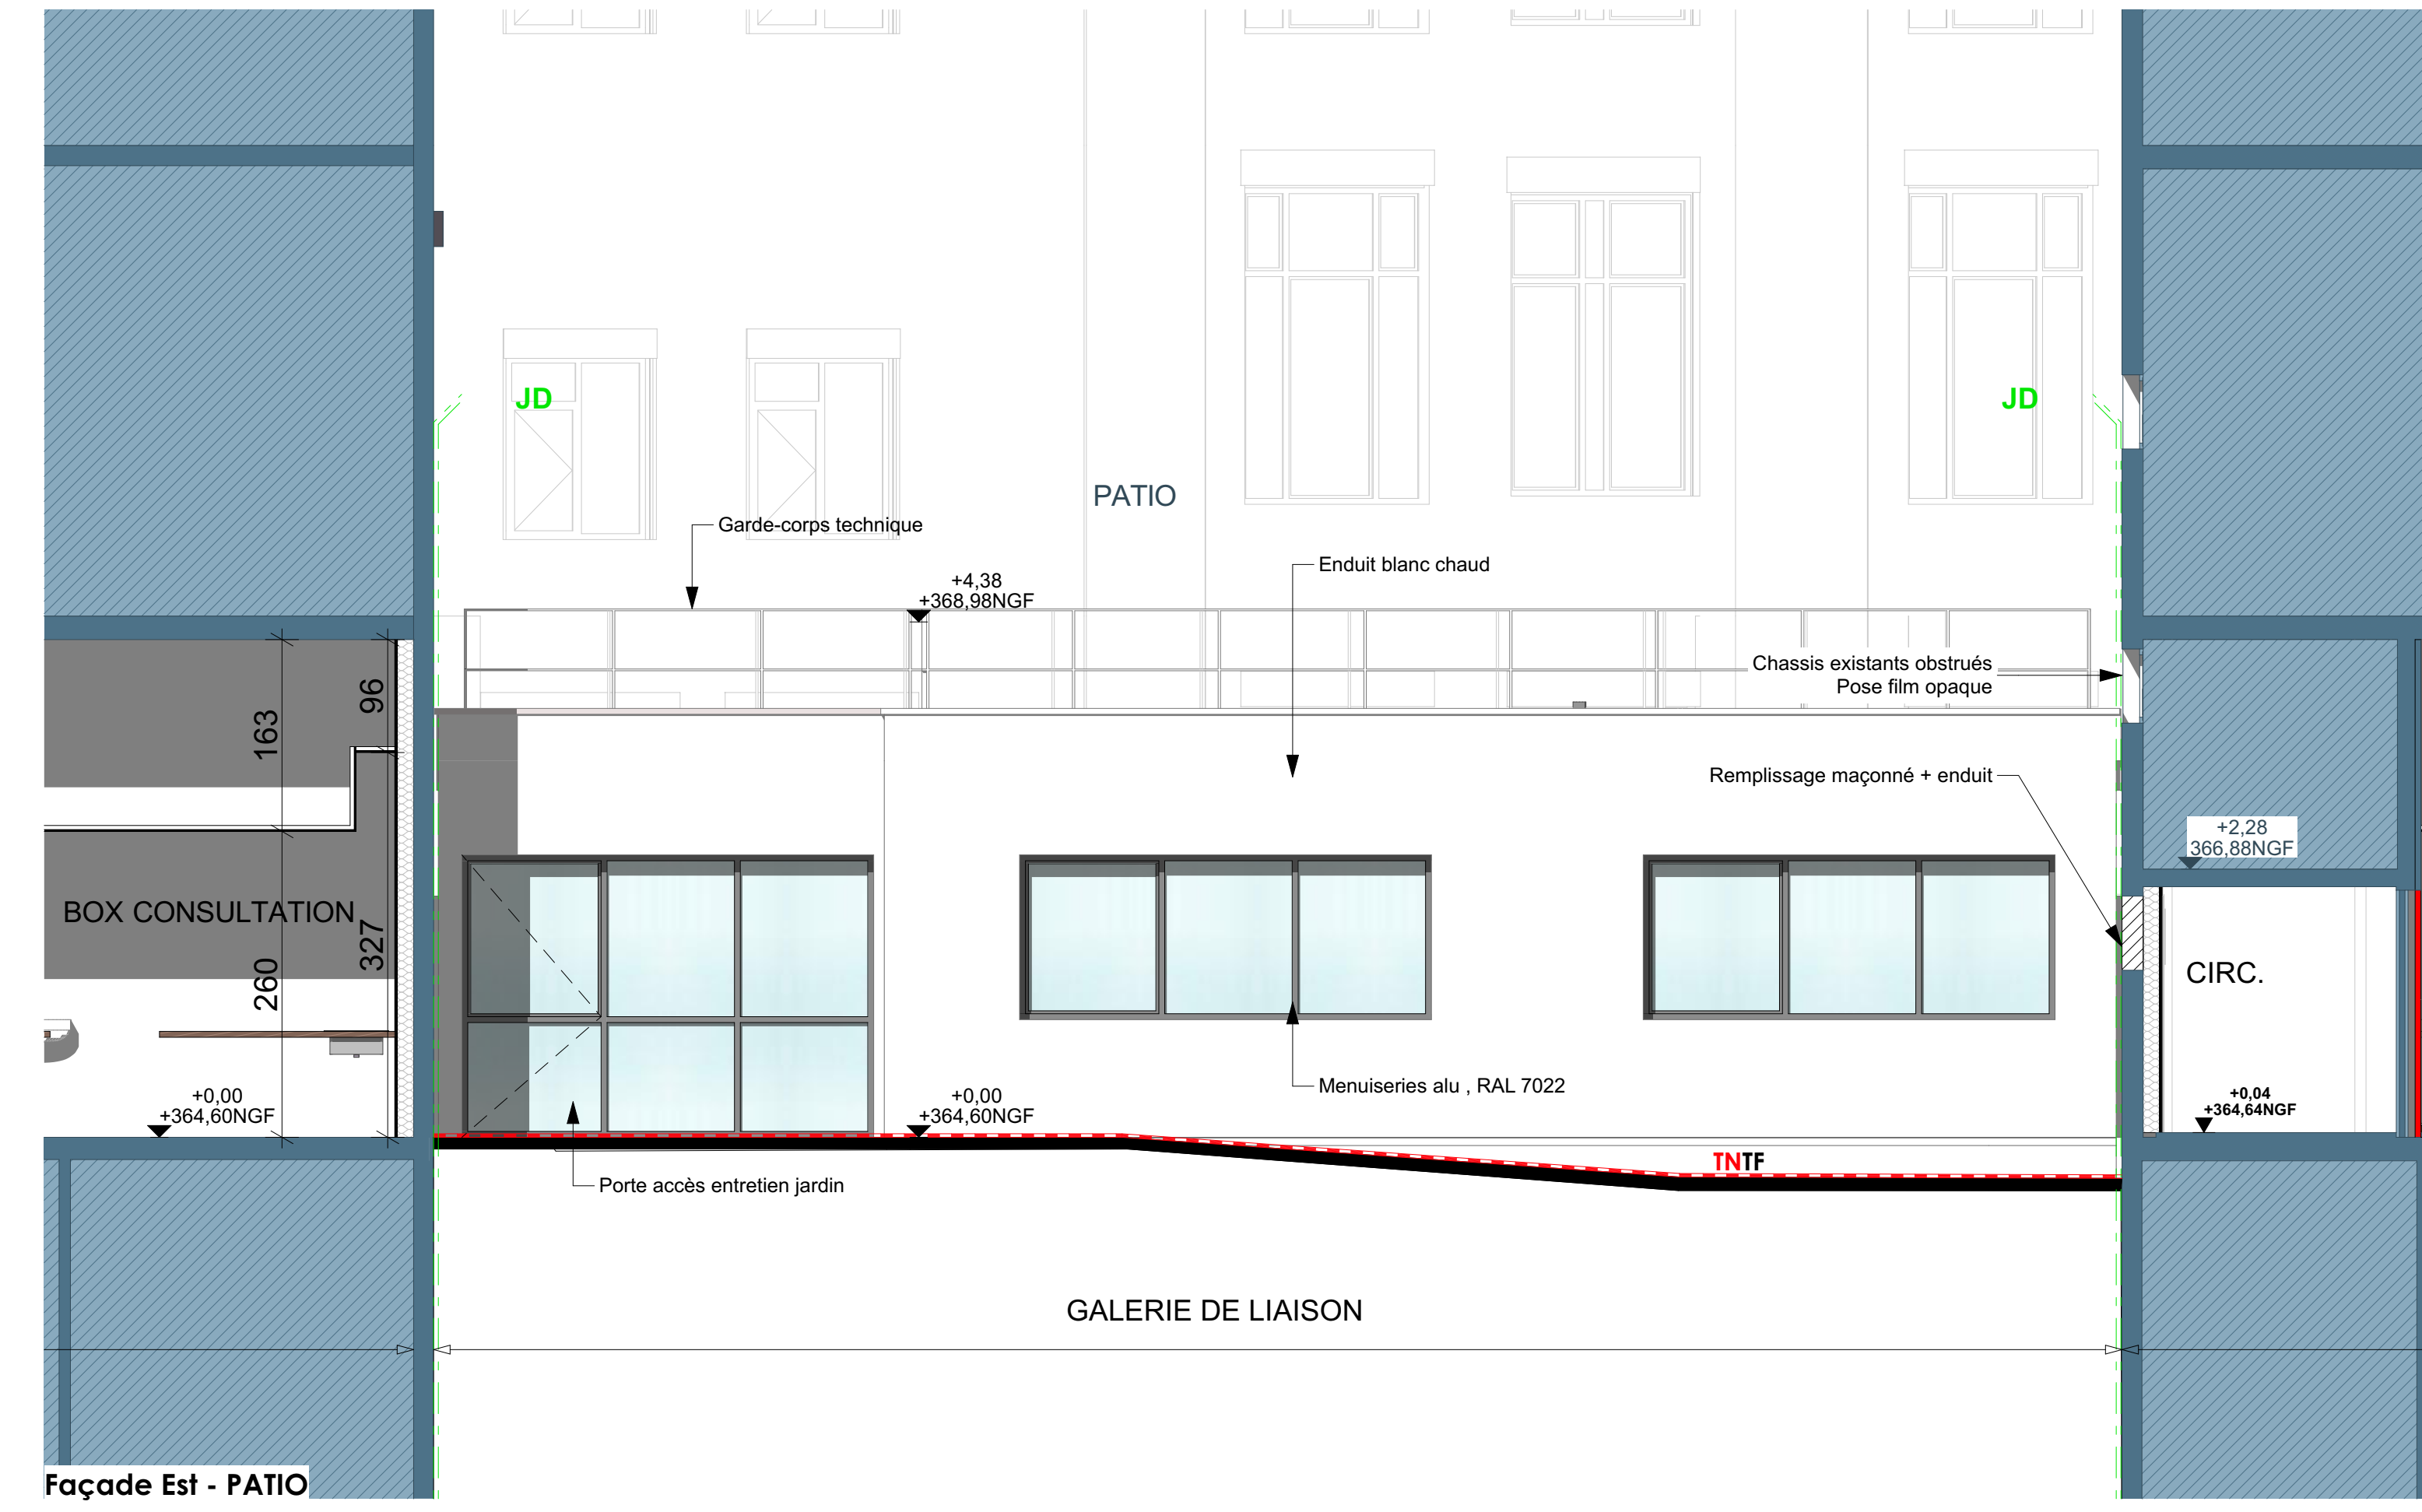 JD
JD
PATIO
Garde-corps technique
Enduit blanc chaud
+4,38
+368,98NGF
Chassis existants obstrués
Pose film opaque
96
163
Remplissage maçonné + enduit
+2,28
366,88NGF
BOX CONSULTATION
327
260
CIRC.
+0,00
+364,60NGF
+0,00
+364,60NGF
Menuiseries alu , RAL 7022
+0,04
+364,64NGF
TNTF
Porte accès entretien jardin
GALERIE DE LIAISON
Façade Est - PATIO